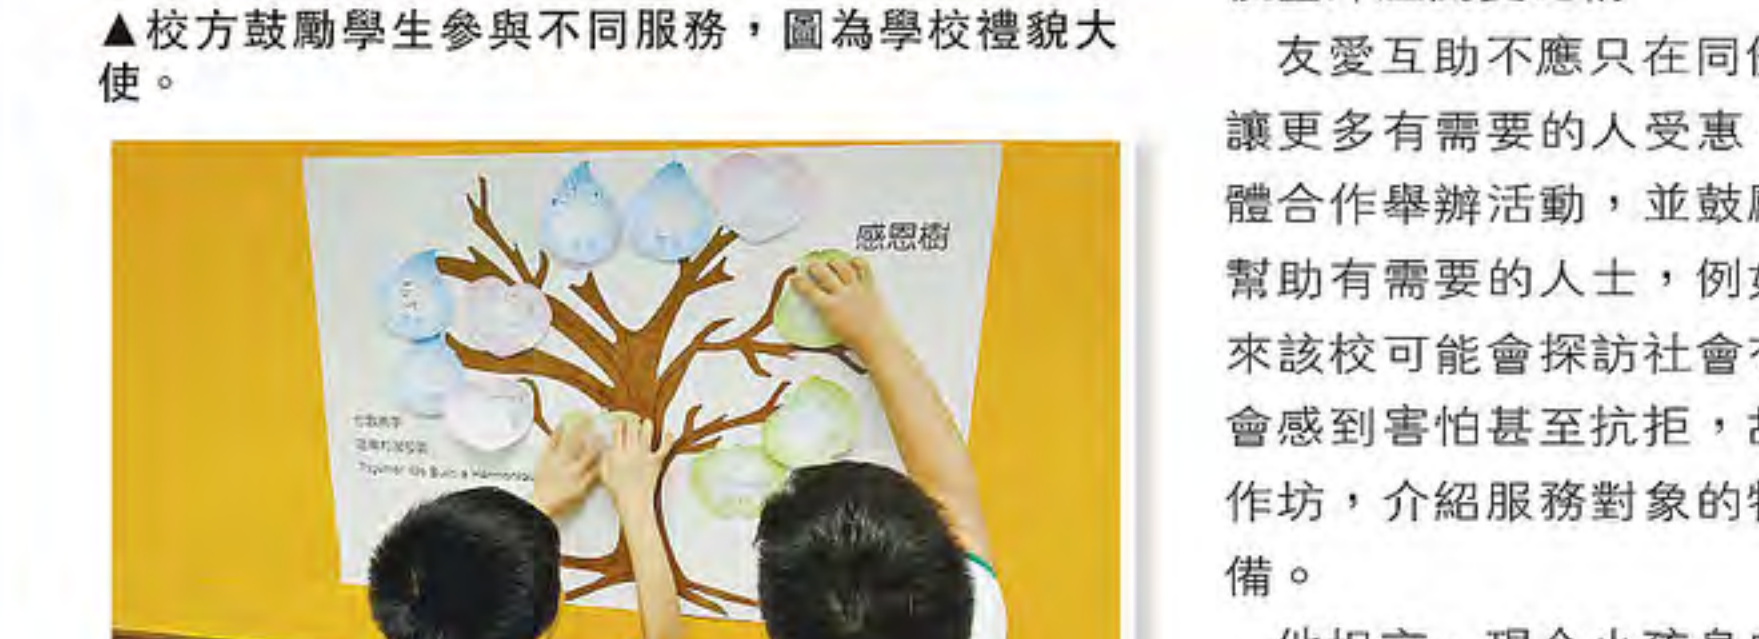 ▲校方鼓勵學生參與不同服務，圖為學校禮貌大
使。
感恩樹
Together We Build a Harmonious
友愛互助不應只在同
讓更多有需要的人受惠
體合作舉辦活動，並鼓
幫助有需要的人士，例
來該校可能會探訪社會
會感到害怕甚至抗拒，
作坊，介紹服務對象的
備。